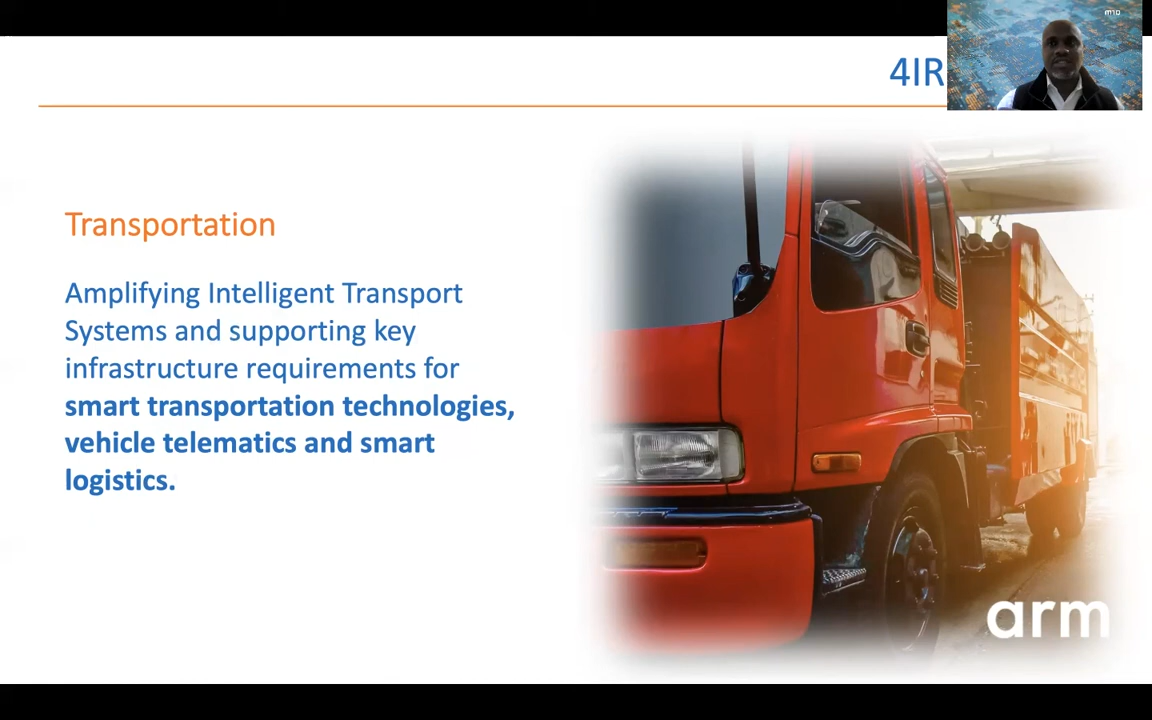 4IR
Transportation
Amplifying Intelligent Transport
Systems and supporting key
infrastructure requirements for
smart transportation technologies,
vehicle telematics and smart
logistics.
arm